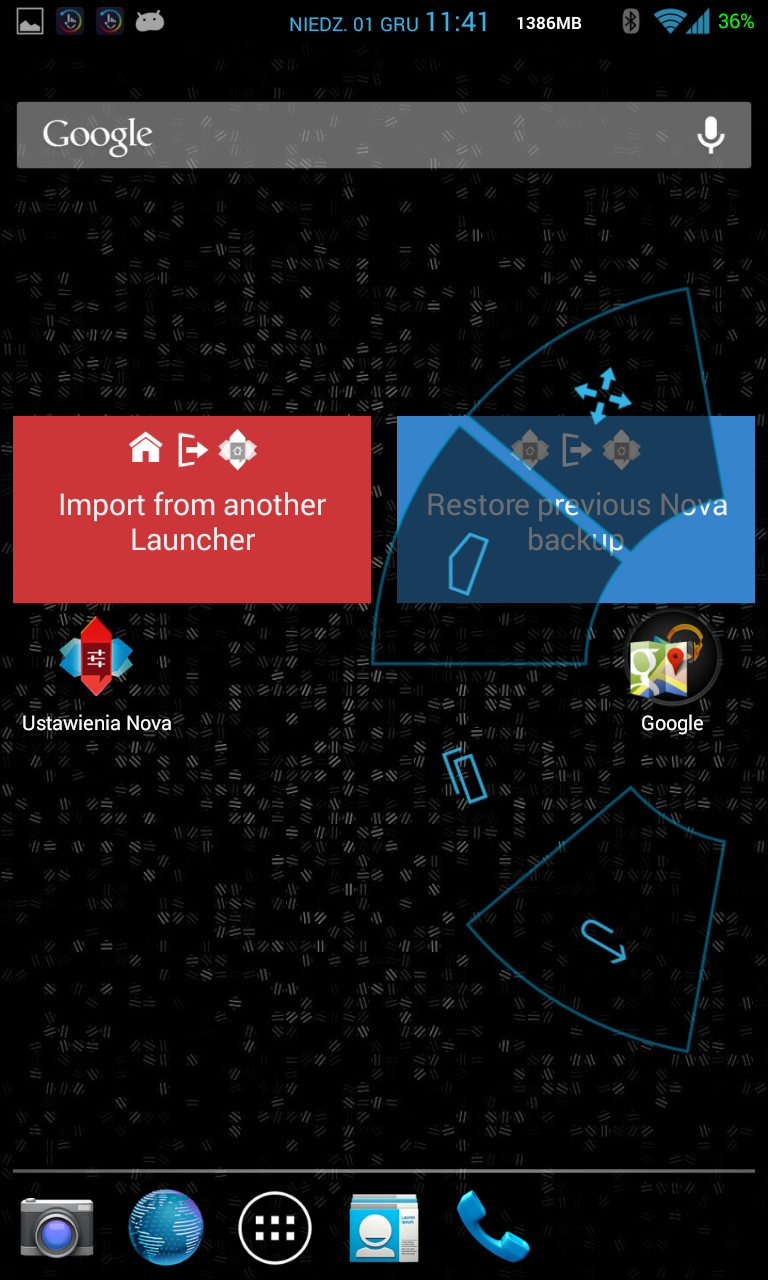 NIEDZ. 01 GRU 11:41 1386MB 36%
Google
Import from another
Launcher
Restore previous Nova
backup
Ustawienia Nova
Google